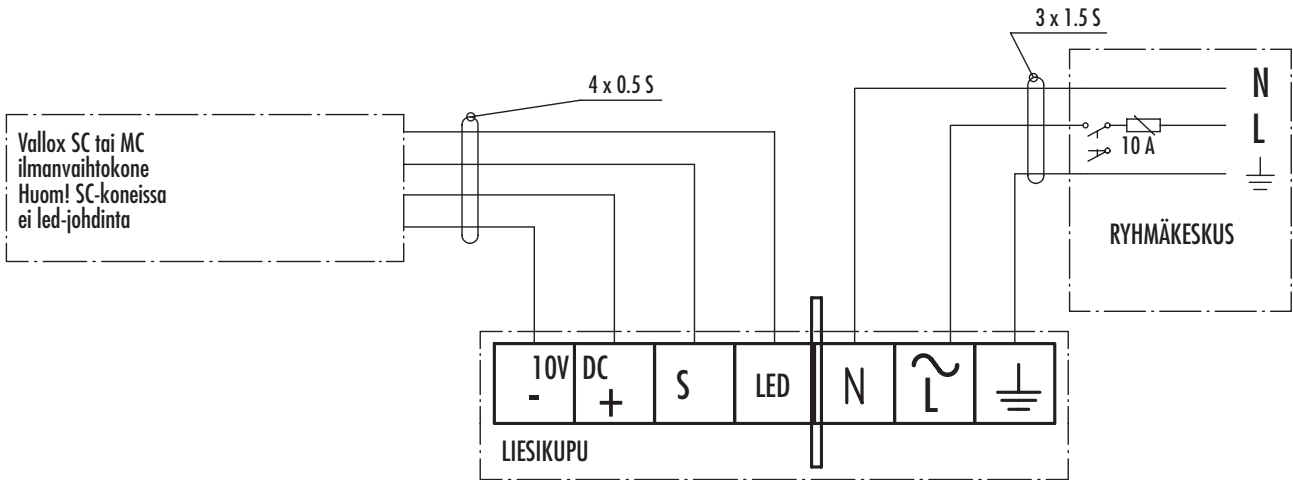 3 x 1.5 S
4 x 0.5 S
N
L
10 A
RYHMÄKESKUS
Vallox SC tai MC
ilmanvaihtokone
Huom! SC-koneissa
ei led-johdinta
10V DC
- + S LED N L
LIESIKUPU